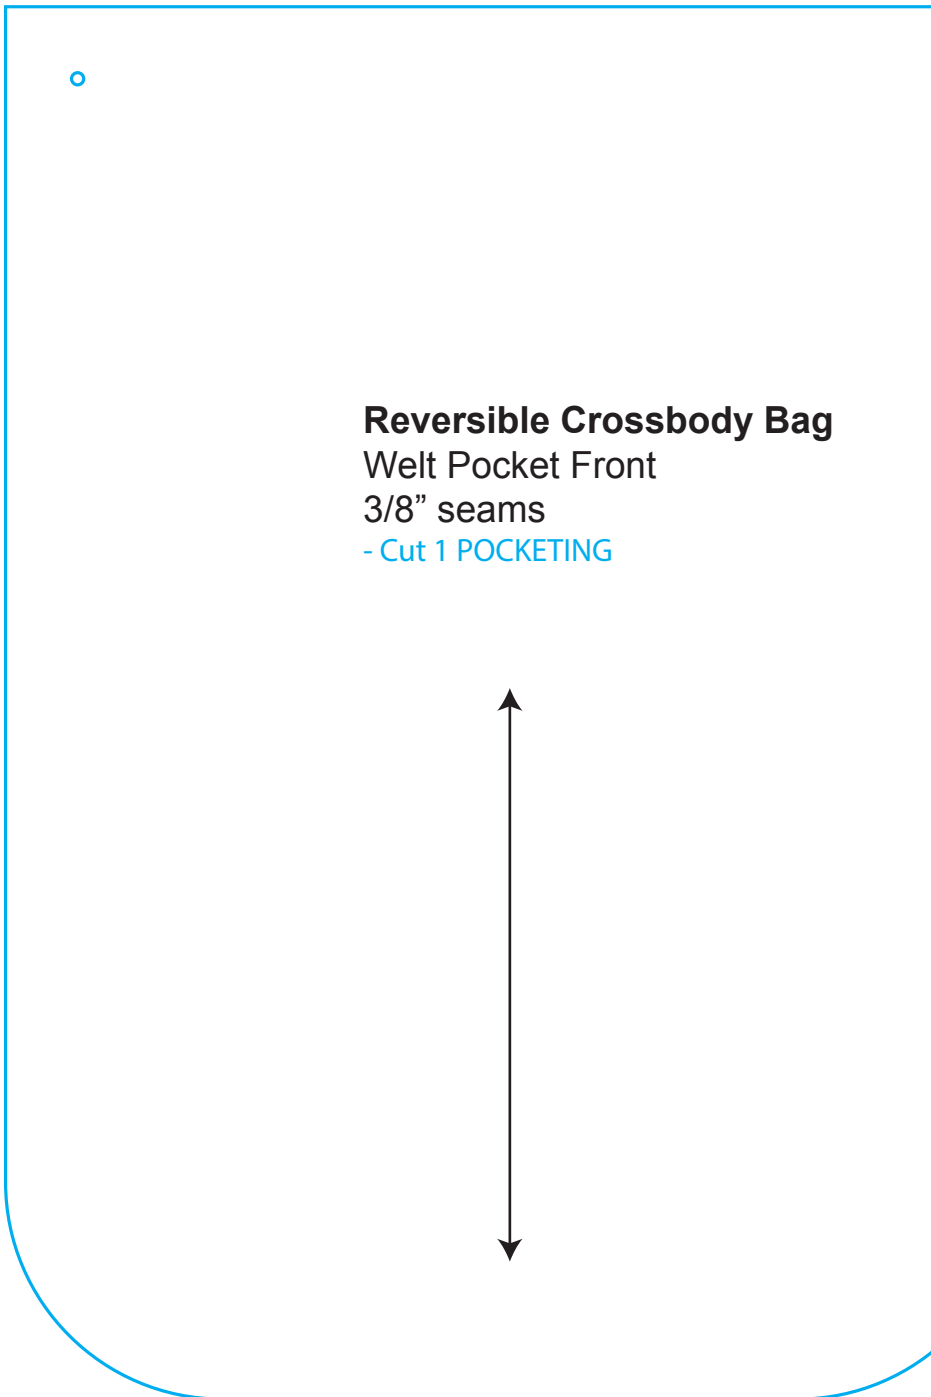 Reversible Crossbody Bag
Welt Pocket Front
3/8” seams
- Cut 1 POCKETING